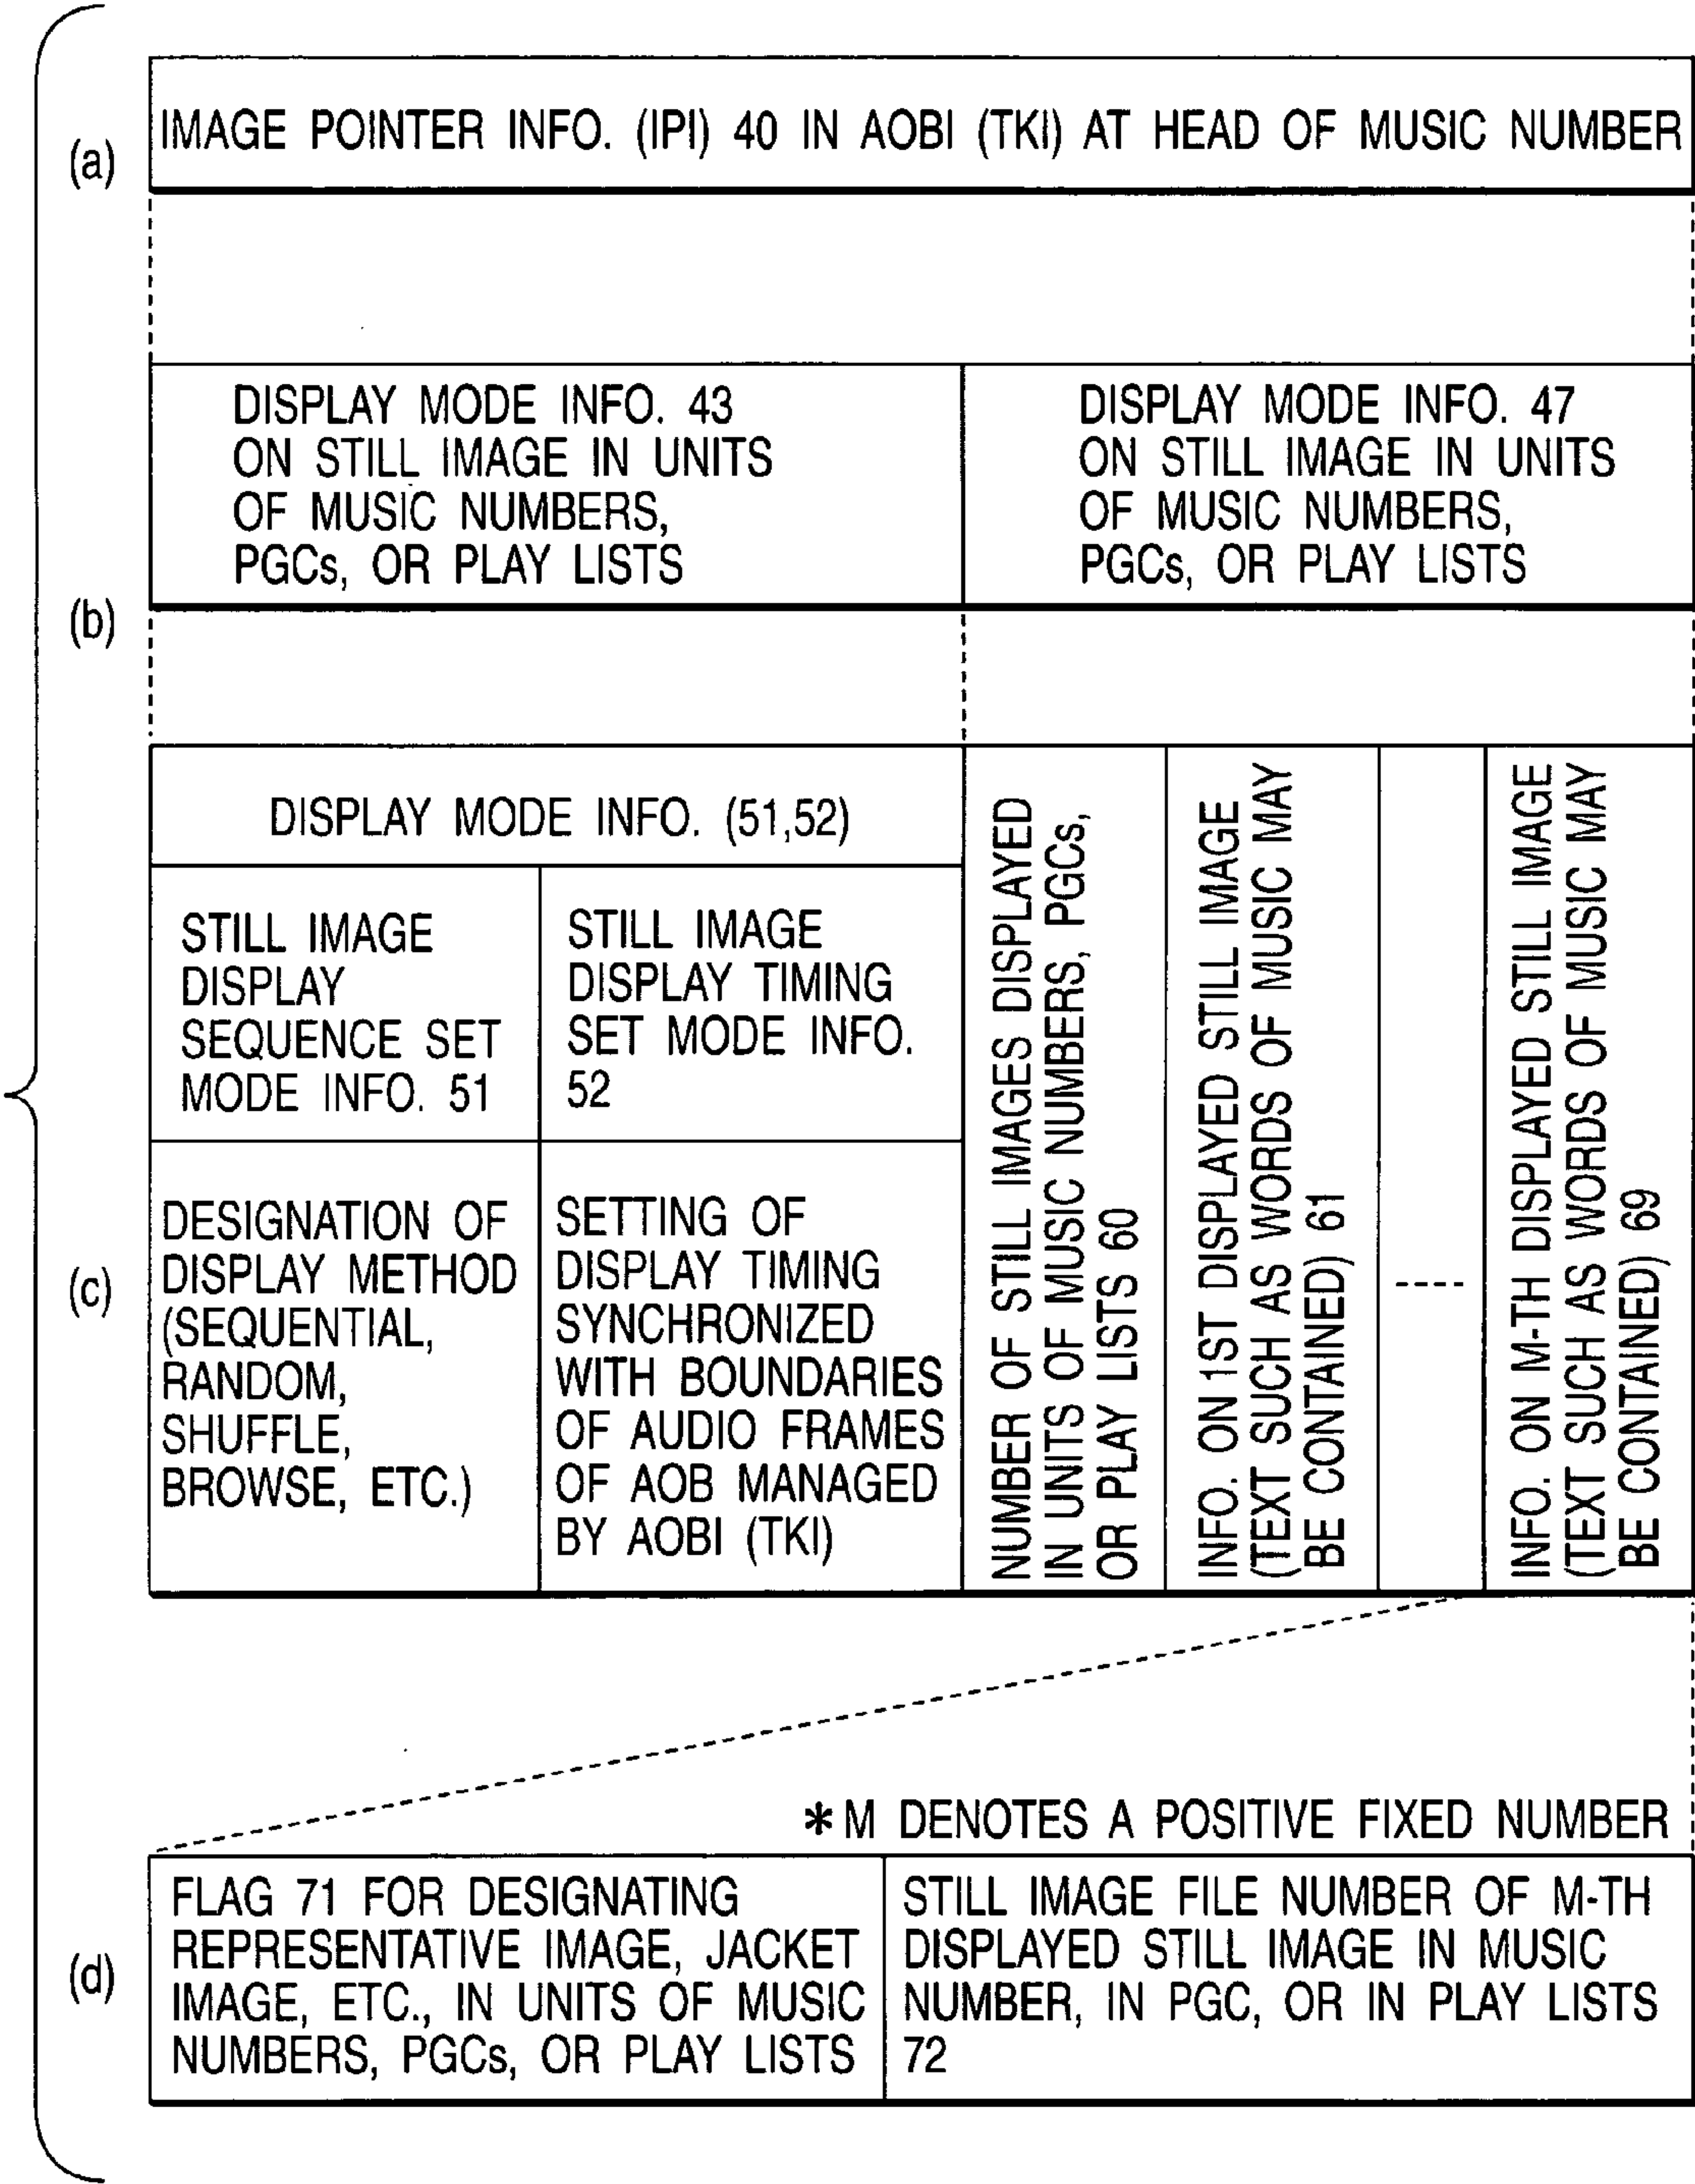 (a)
IMAGE POINTER INFO. (IPI) 40 IN AOBI (TKI) AT HEAD OF MUSIC NUMBER
DISPLAY MODE INFO. 43
ON STILL IMAGE IN UNITS
OF MUSIC NUMBERS,
PGCs, OR PLAY LISTS
DISPLAY MODE INFO. 47
ON STILL IMAGE IN UNITS
OF MUSIC NUMBERS,
PGCs, OR PLAY LISTS
(b)
DISPLAY MODE INFO. (51,52)
STILL IMAGE
DISPLAY
SEQUENCE SET
MODE INFO. 51
STILL IMAGE
DISPLAY TIMING
SET MODE INFO.
52
(c)
DESIGNATION OF
DISPLAY METHOD
(SEQUENTIAL,
RANDOM,
SHUFFLE,
BROWSE, ETC.)
SETTING OF
DISPLAY TIMING
SYNCHRONIZED
WITH BOUNDARIES
OF AUDIO FRAMES
OF AOB MANAGED
BY AOBI (TKI)
NUMBER OF STILL IMAGES DISPLAYED
IN UNITS OF MUSIC NUMBERS, PGCs,
OR PLAY LISTS 60
INFO. ON 1ST DISPLAYED STILL IMAGE
(TEXT SUCH AS WORDS OF MUSIC MAY
BE CONTAINED) 61
----
INFO. ON M-TH DISPLAYED STILL IMAGE
(TEXT SUCH AS WORDS OF MUSIC MAY
BE CONTAINED) 69
*M DENOTES A POSITIVE FIXED NUMBER
(d)
FLAG 71 FOR DESIGNATING
REPRESENTATIVE IMAGE, JACKET
IMAGE, ETC., IN UNITS OF MUSIC
NUMBERS, PGCs, OR PLAY LISTS
STILL IMAGE FILE NUMBER OF M-TH
DISPLAYED STILL IMAGE IN MUSIC
NUMBER, IN PGC, OR IN PLAY LISTS
72